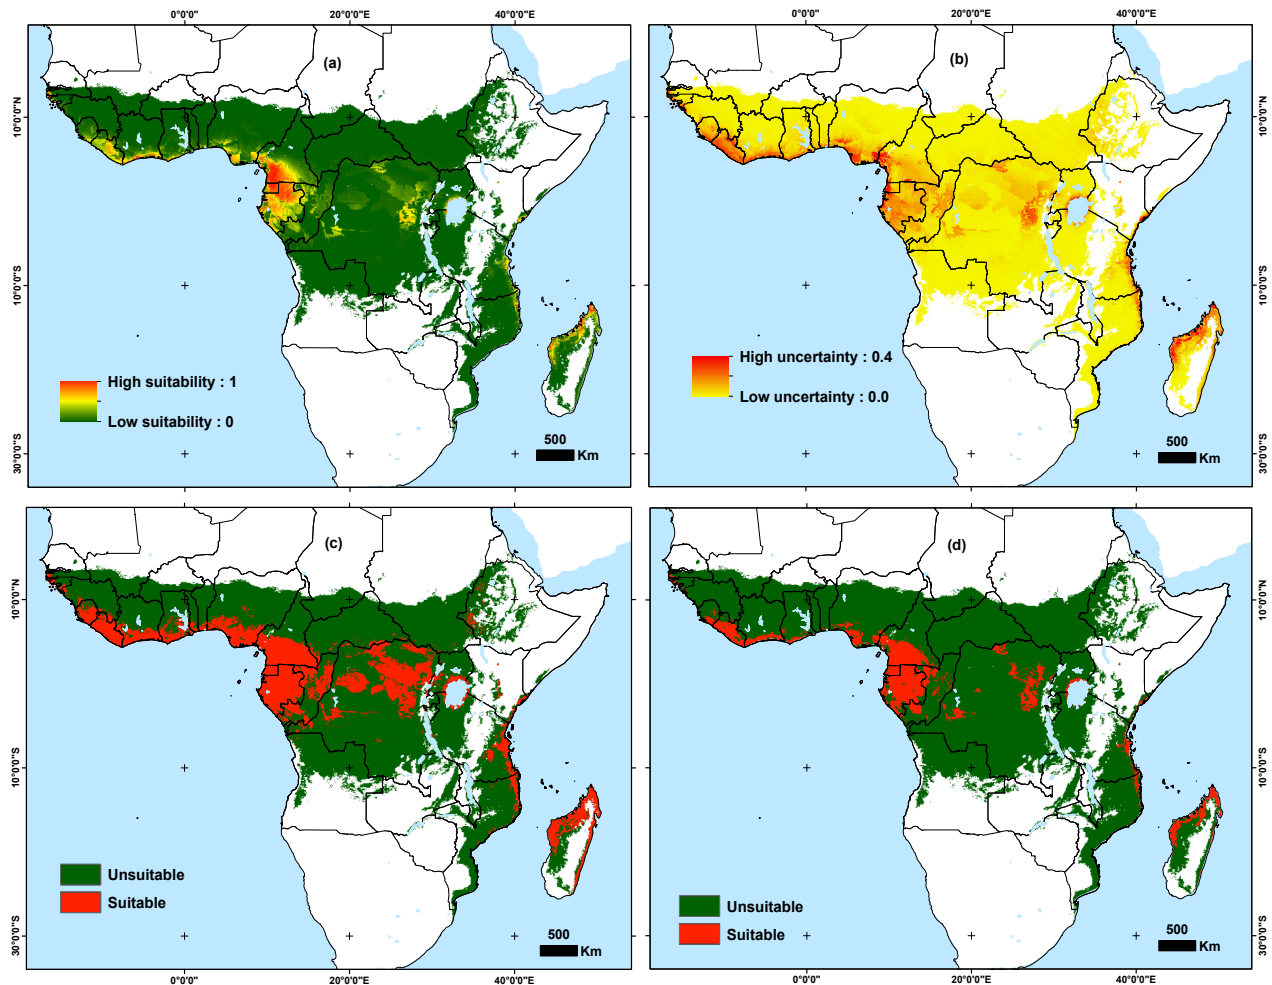 0°0'0" 20°0'0"E 40°0'0"E 0°0'0" 20°0'0"E 40°0'0"E
(a) (b)
10°0'0"N 10°0'0"N
10°0'0"S 10°0'0"S
High suitability : 1
Low suitability : 0
High uncertainty : 0.4
Low uncertainty : 0.0
500
Km
500
Km
30°0'0"S 30°0'0"S
(c) (d)
10°0'0"N 10°0'0"N
10°0'0"S 10°0'0"S
Unsuitable
Suitable
Unsuitable
Suitable
500
Km
500
Km
30°0'0"S 30°0'0"S
0°0'0" 20°0'0"E 40°0'0"E 0°0'0" 20°0'0"E 40°0'0"E